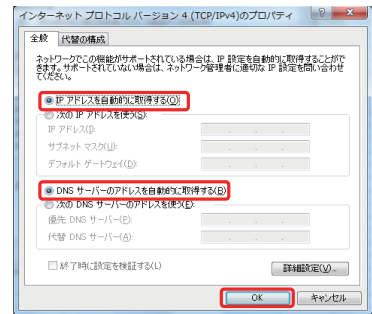 インターネット プロトコル バージョン 4 (TCP/IPv4)のプロパティ
全般 代替の構成
ネットワークでこの機能がサポートされている場合は、IP 設定を自動的に取得することがで
きます。サポートされていない場合は、ネットワーク管理者に適切な IP 設定を問い合わせ
てください。
IP アドレスを自動的に取得する(O)
次の IP アドレスを使う(S):
IP アドレス(I):
サブネット マスク(U):
デフォルト ゲートウェイ(D):
DNS サーバーのアドレスを自動的に取得する(B)
次の DNS サーバーのアドレスを使う(E):
優先 DNS サーバー(P):
代替 DNS サーバー(A):
終了時に設定を検証する(L)
詳細設定(V)...
OK キャンセル